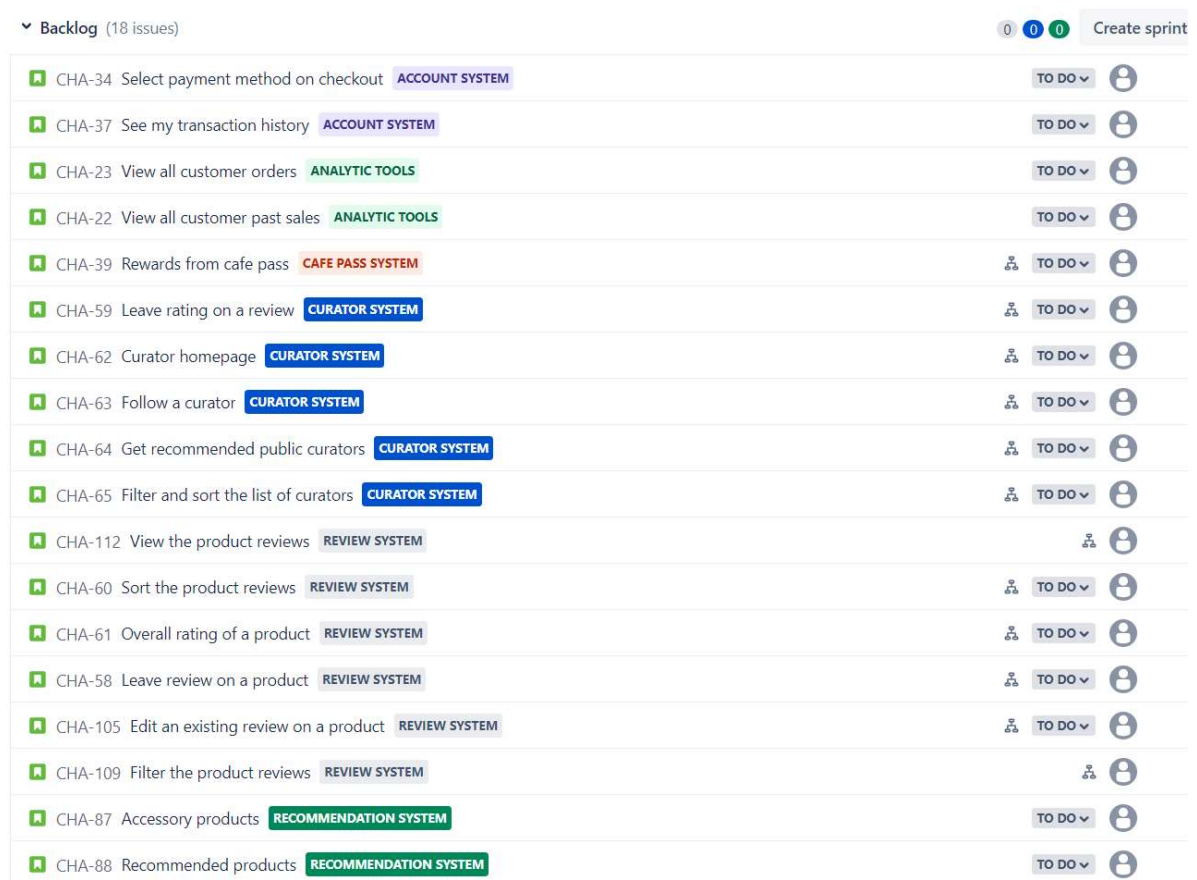 Backlog (18 issues) 0 0 0 Create sprint
CHA-34 Select payment method on checkout ACCOUNT SYSTEM TO DO
CHA-37 See my transaction history ACCOUNT SYSTEM TO DO
CHA-23 View all customer orders ANALYTIC TOOLS TO DO
CHA-22 View all customer past sales ANALYTIC TOOLS TO DO
CHA-39 Rewards from cafe pass CAFE PASS SYSTEM TO DO
CHA-59 Leave rating on a review CURATOR SYSTEM TO DO
CHA-62 Curator homepage CURATOR SYSTEM TO DO
CHA-63 Follow a curator CURATOR SYSTEM TO DO
CHA-64 Get recommended public curators CURATOR SYSTEM TO DO
CHA-65 Filter and sort the list of curators CURATOR SYSTEM TO DO
CHA-112 View the product reviews REVIEW SYSTEM
CHA-60 Sort the product reviews REVIEW SYSTEM TO DO
CHA-61 Overall rating of a product REVIEW SYSTEM TO DO
CHA-58 Leave review on a product REVIEW SYSTEM TO DO
CHA-105 Edit an existing review on a product REVIEW SYSTEM TO DO
CHA-109 Filter the product reviews REVIEW SYSTEM
CHA-87 Accessory products RECOMMENDATION SYSTEM TO DO
CHA-88 Recommended products RECOMMENDATION SYSTEM TO DO